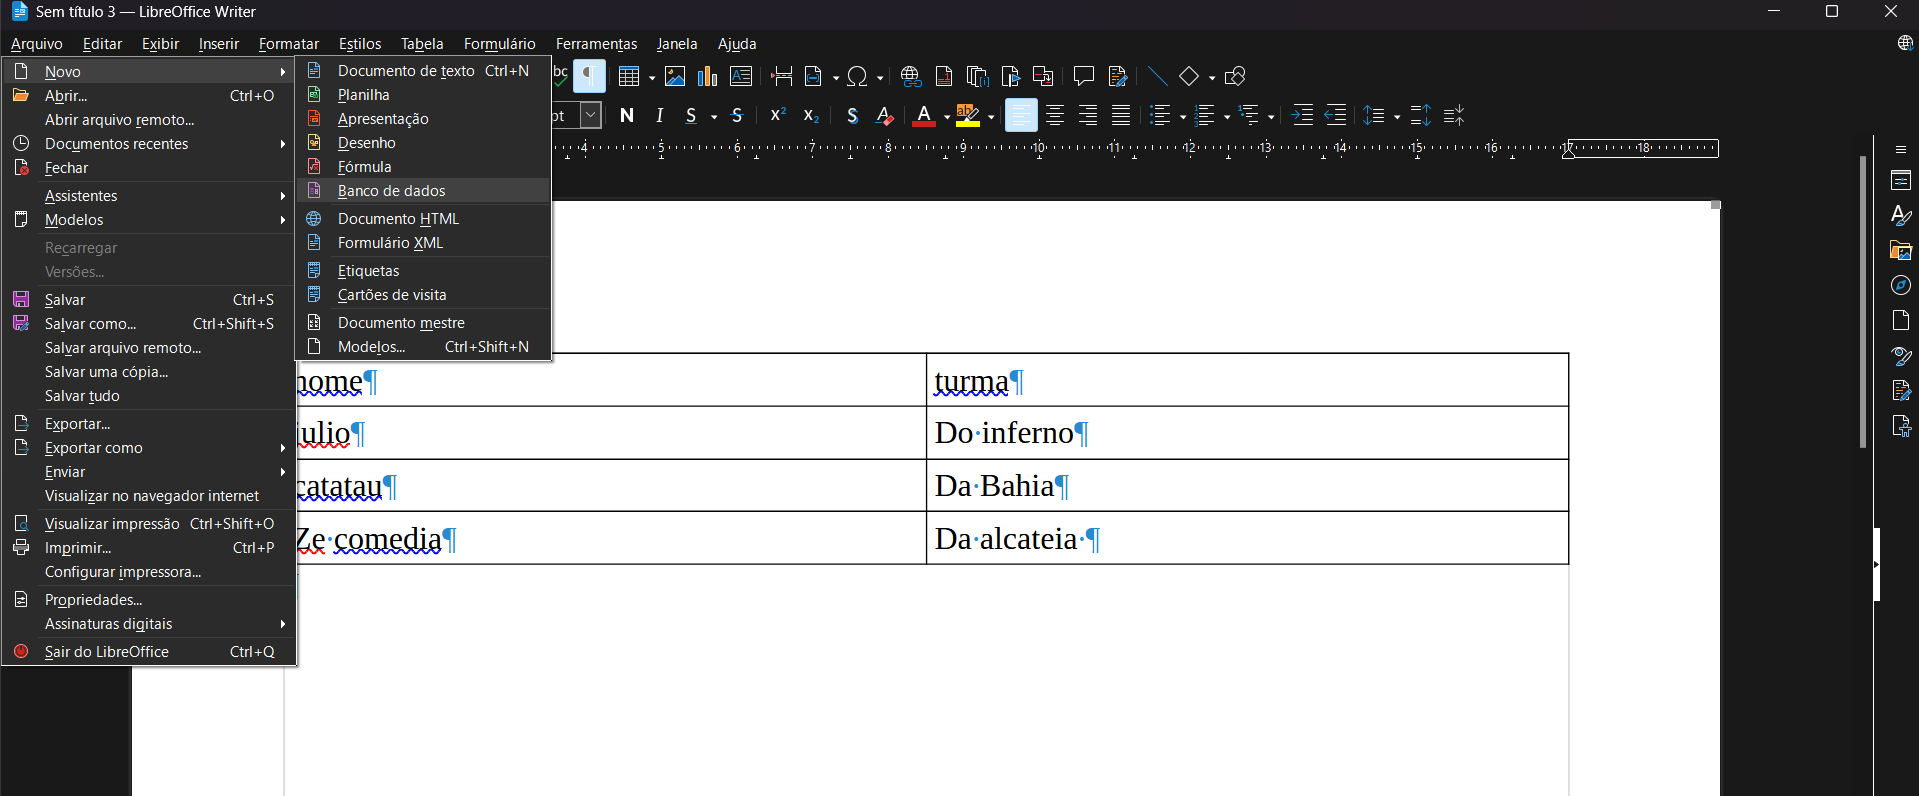 Sem título 3 — LibreOffice Writer
Arquivo Editar Exibir Inserir Formatar Estilos Tabela Formulário Ferramentas Janela Ajuda
Novo
Abrir... Ctrl+O
Abrir arquivo remoto...
Documentos recentes
Fechar
Assistentes
Modelos
Recarregar
Versões...
Salvar Ctrl+S
Salvar como... Ctrl+Shift+S
Salvar arquivo remoto...
Salvar uma cópia...
Salvar tudo
Exportar...
Exportar como
Enviar
Visualizar no navegador internet
Visualizar impressão Ctrl+Shift+O
Imprimir... Ctrl+P
Configurar impressora...
Propriedades...
Assinaturas digitais
Sair do LibreOffice Ctrl+Q
Documento de texto Ctrl+N
Planilha
Apresentação
Desenho
Fórmula
Banco de dados
Documento HTML
Formulário XML
Etiquetas
Cartões de visita
Documento mestre
Modelos... Ctrl+Shift+N
pt N I S S X² X₂ S A A
4 5 6 7 8 9 10 11 12 13 14 15 16 17 18
nome¶ turma¶
julio¶ Do·inferno¶
catatau¶ Da·Bahia¶
Ze·comedia¶ Da·alcateia·¶